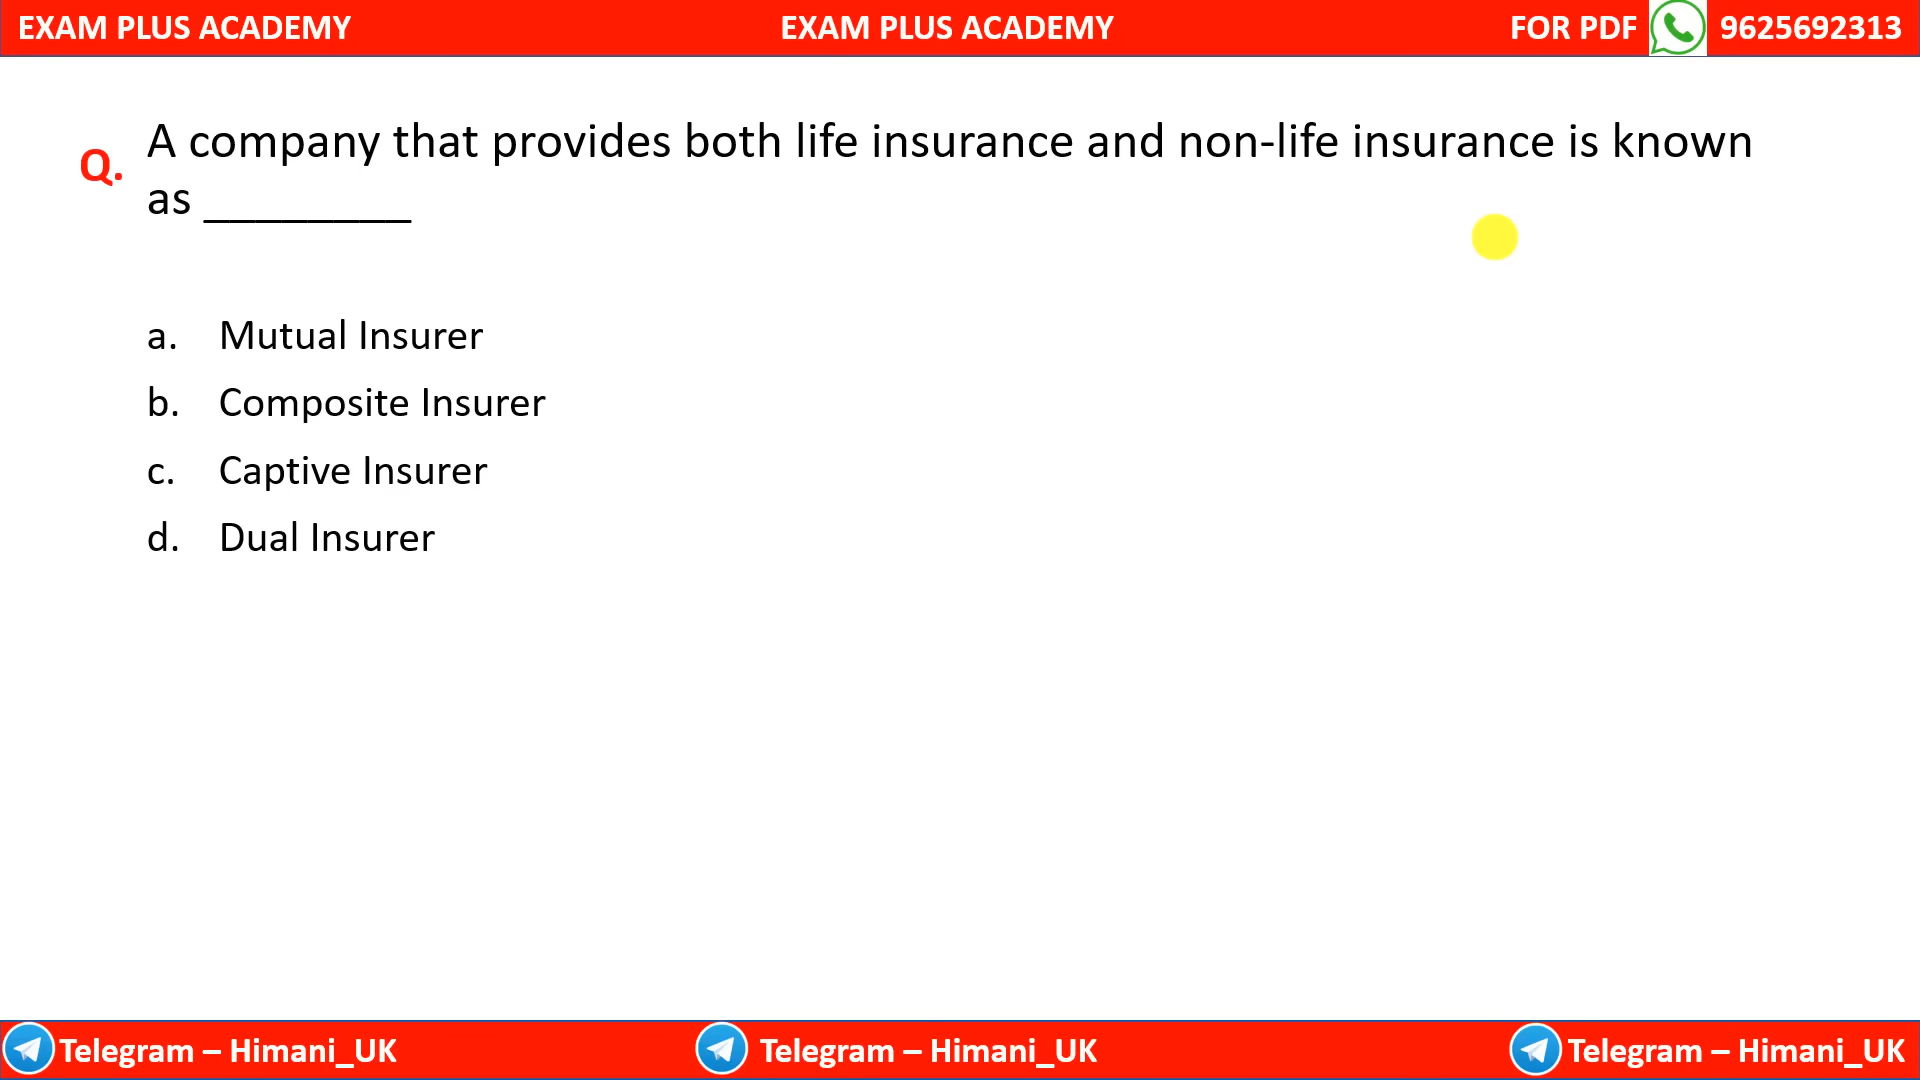 EXAM PLUS ACADEMY EXAM PLUS ACADEMY FOR PDF 9625692313
Q. A company that provides both life insurance and non-life insurance is known
as ________
a. Mutual Insurer
b. Composite Insurer
c. Captive Insurer
d. Dual Insurer
Telegram – Himani_UK Telegram – Himani_UK Telegram – Himani_UK